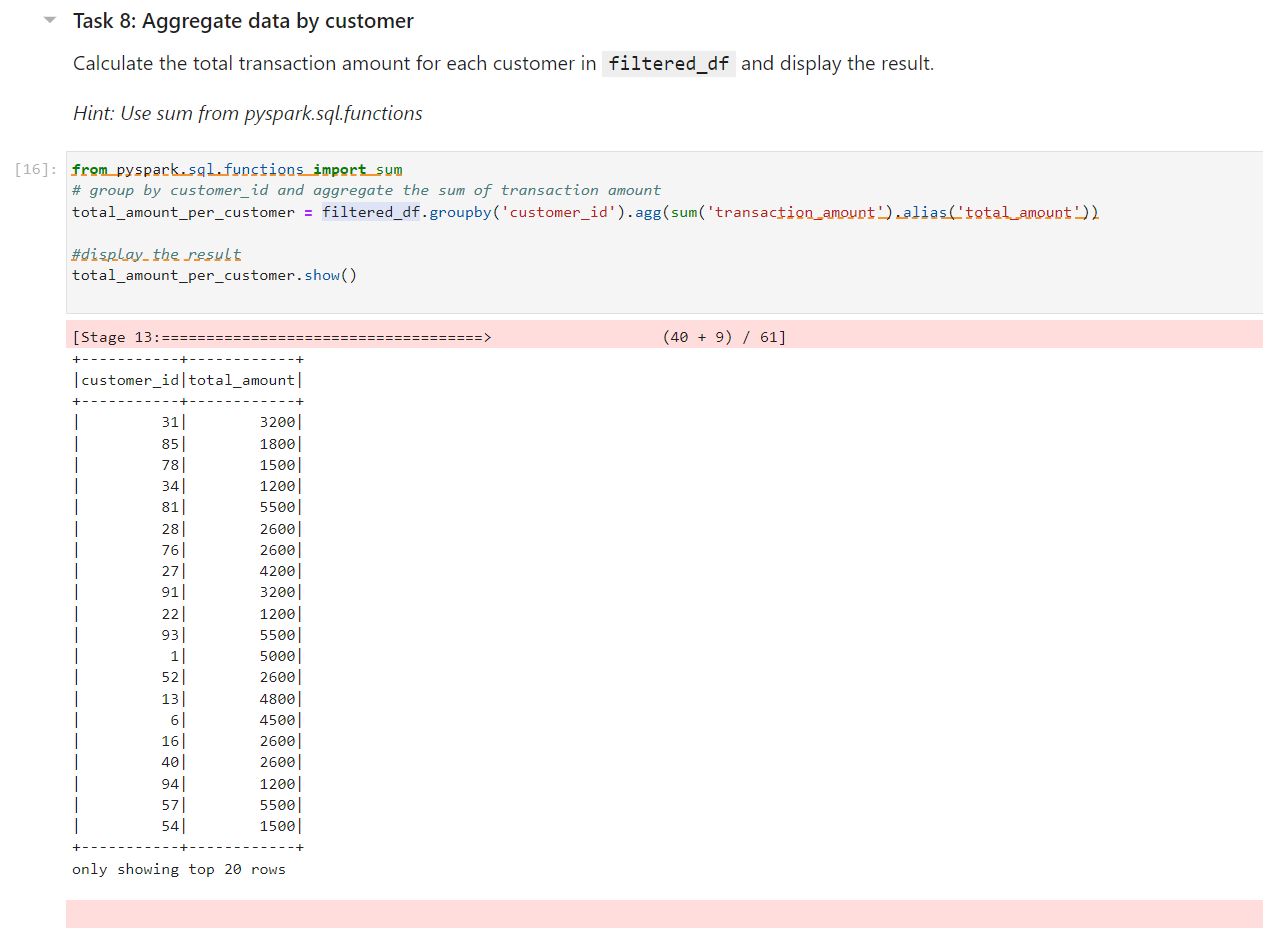 Task 8: Aggregate data by customer
Calculate the total transaction amount for each customer in filtered_df and display the result.
Hint: Use sum from pyspark.sql.functions
[16]:
from pyspark.sql.functions import sum
# group by customer_id and aggregate the sum of transaction amount
total_amount_per_customer = filtered_df.groupby('customer_id').agg(sum('transaction_amount').alias('total_amount'))
#display the result
total_amount_per_customer.show()
[Stage 13:====================================>                   (40 + 9) / 61]
+-----------+------------+
|customer_id|total_amount|
+-----------+------------+
|         31|        3200|
|         85|        1800|
|         78|        1500|
|         34|        1200|
|         81|        5500|
|         28|        2600|
|         76|        2600|
|         27|        4200|
|         91|        3200|
|         22|        1200|
|         93|        5500|
|          1|        5000|
|         52|        2600|
|         13|        4800|
|          6|        4500|
|         16|        2600|
|         40|        2600|
|         94|        1200|
|         57|        5500|
|         54|        1500|
+-----------+------------+
only showing top 20 rows